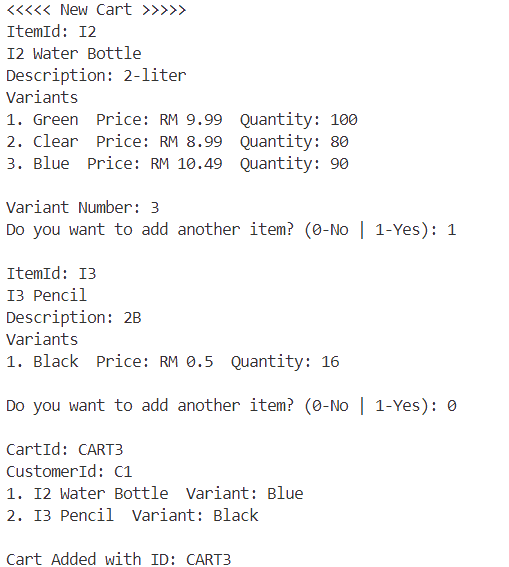 <<<<< New Cart >>>>>
ItemId: I2
I2 Water Bottle
Description: 2-liter
Variants
1. Green  Price: RM 9.99  Quantity: 100
2. Clear  Price: RM 8.99  Quantity: 80
3. Blue  Price: RM 10.49  Quantity: 90
Variant Number: 3
Do you want to add another item? (0-No | 1-Yes): 1
ItemId: I3
I3 Pencil
Description: 2B
Variants
1. Black  Price: RM 0.5  Quantity: 16
Do you want to add another item? (0-No | 1-Yes): 0
CartId: CART3
CustomerId: C1
1. I2 Water Bottle  Variant: Blue
2. I3 Pencil  Variant: Black
Cart Added with ID: CART3